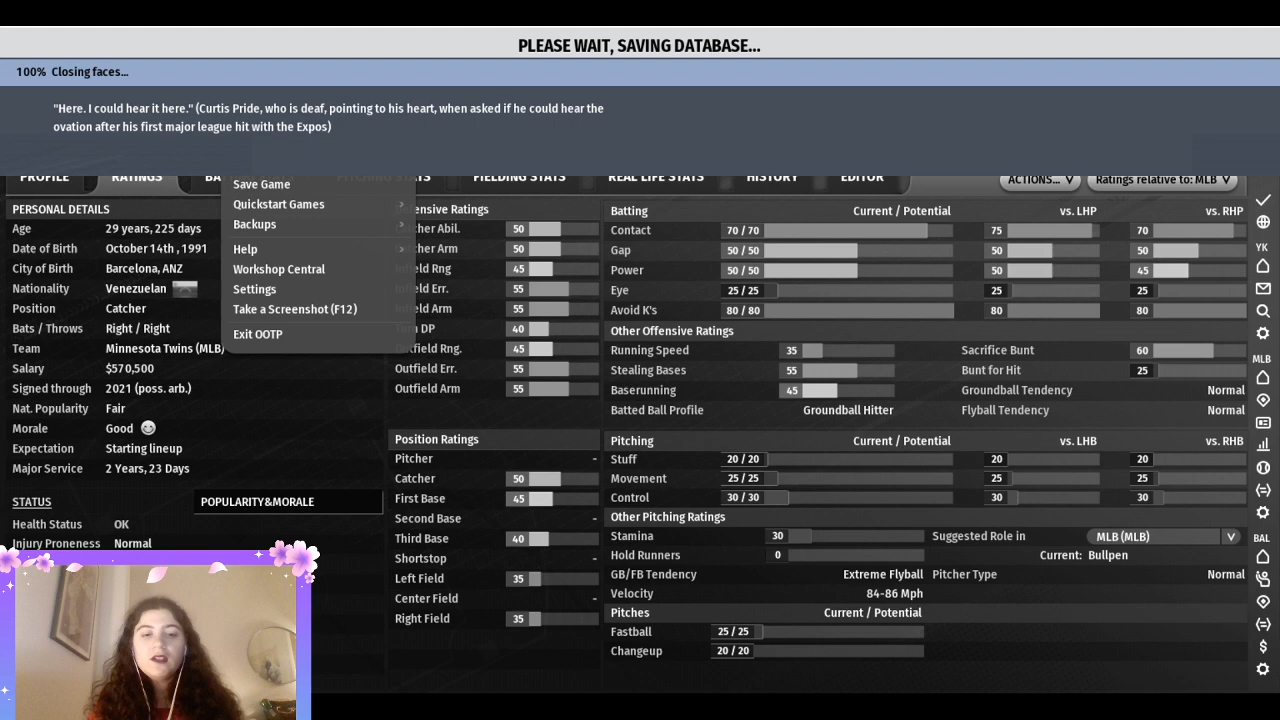 PLEASE WAIT, SAVING DATABASE...
100% Closing faces...
"Here. I could hear it here." (Curtis Pride, who is deaf, pointing to his heart, when asked if he could hear the
ovation after his first major league hit with the Expos)
PROFILE RATINGS FIELDING STATS REAL LIFE STATS HISTORY EDITOR
ACTIONS... Ratings relative to: MLB
Save Game
Quickstart Games >
Backups >
Help >
Workshop Central
Settings
Take a Screenshot (F12)
Exit OOTP
PERSONAL DETAILS
Age 29 years, 225 days
Date of Birth October 14th , 1991
City of Birth Barcelona, ANZ
Nationality Venezuelan
Position Catcher
Bats / Throws Right / Right
Team Minnesota Twins (MLB)
Salary $570,500
Signed through 2021 (poss. arb.)
Nat. Popularity Fair
Morale Good
Expectation Starting lineup
Major Service 2 Years, 23 Days
STATUS POPULARITY&MORALE
Health Status OK
Injury Proneness Normal
Defensive Ratings
Catcher Abil. 50
Catcher Arm 50
Infield Rng 45
Infield Err. 55
Infield Arm 55
Turn DP 40
Outfield Rng. 45
Outfield Err. 55
Outfield Arm 55
Position Ratings
Pitcher -
Catcher 50
First Base 45
Second Base -
Third Base 40
Shortstop -
Left Field 35
Center Field -
Right Field 35
Batting Current / Potential vs. LHP vs. RHP
Contact 70 / 70 75 70
Gap 50 / 50 50 50
Power 50 / 50 50 45
Eye 25 / 25 25 25
Avoid K's 80 / 80 80 80
Other Offensive Ratings
Running Speed 35 Sacrifice Bunt 60
Stealing Bases 55 Bunt for Hit 25
Baserunning 45 Groundball Tendency Normal
Batted Ball Profile Groundball Hitter Flyball Tendency Normal
Pitching Current / Potential vs. LHB vs. RHB
Stuff 20 / 20 20 20
Movement 25 / 25 25 25
Control 30 / 30 30 30
Other Pitching Ratings
Stamina 30 Suggested Role in MLB (MLB)
Hold Runners 0 Current: Bullpen
GB/FB Tendency Extreme Flyball Pitcher Type Normal
Velocity 84-86 Mph
Pitches Current / Potential
Fastball 25 / 25
Changeup 20 / 20
YK
MLB
BAL